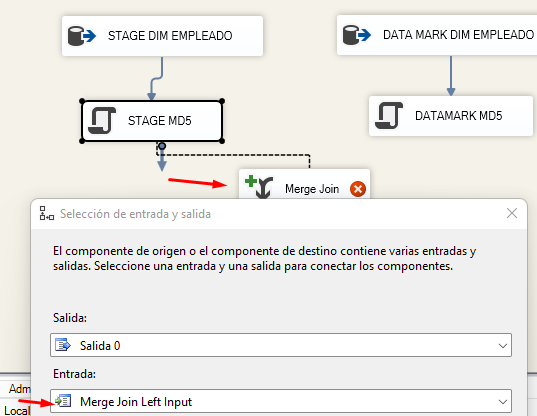 STAGE DIM EMPLEADO
DATA MARK DIM EMPLEADO
STAGE MD5
DATAMARK MD5
Merge Join
Selección de entrada y salida
El componente de origen o el componente de destino contiene varias entradas y
salidas. Seleccione una entrada y una salida para conectar los componentes.
Salida:
Salida 0
Entrada:
Merge Join Left Input
Adm
Local